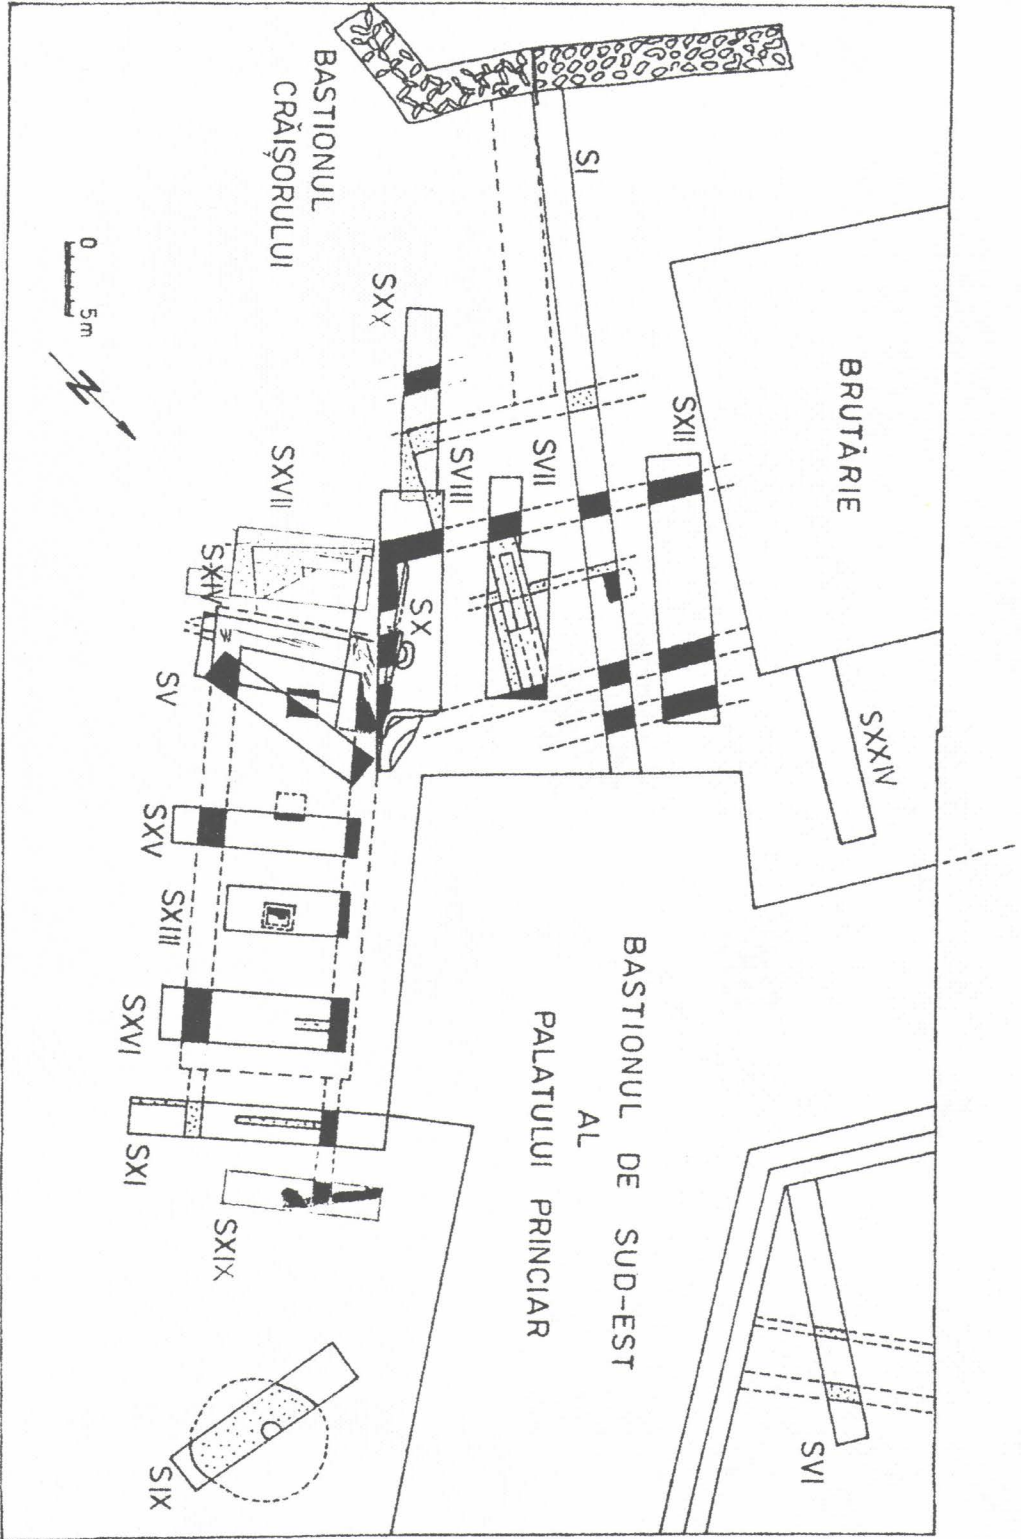 BASTIONUL
CRĂIȘORULUI
SI
0 5m
N
BRUTĂRIE
SXX
SXII
SVIII
SVII
SXVII
SXIV
SX
SV
SXXIV
SXV
SXIII
SXVI
SXI
SXIX
BASTIONUL DE SUD-EST
AL
PALATULUI PRINCIAR
SIX
SVI